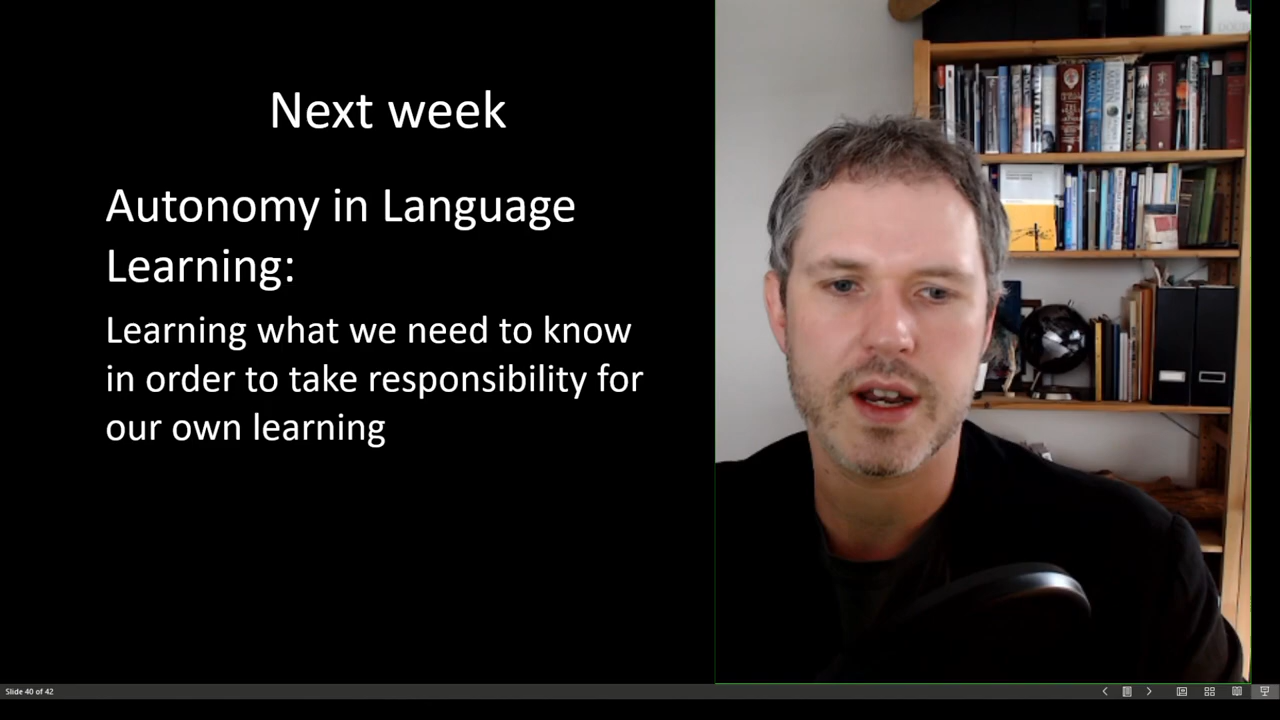 Next week
Autonomy in Language
Learning:
Learning what we need to know
in order to take responsibility for
our own learning
Slide 40 of 42